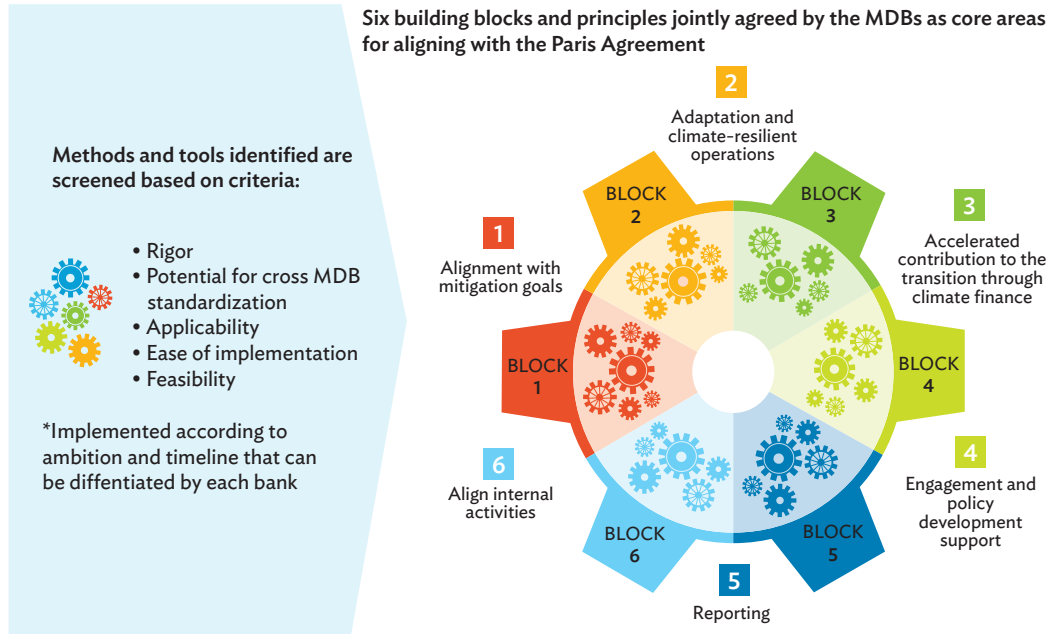 Six building blocks and principles jointly agreed by the MDBs as core areas
for aligning with the Paris Agreement
Methods and tools identified are
screened based on criteria:
• Rigor
• Potential for cross MDB
standardization
• Applicability
• Ease of implementation
• Feasibility
*Implemented according to
ambition and timeline that can
be diffentiated by each bank
1
Alignment with
mitigation goals
2
Adaptation and
climate-resilient
operations
3
Accelerated
contribution to the
transition through
climate finance
4
Engagement and
policy
development
support
5
Reporting
6
Align internal
activities
BLOCK
1
BLOCK
2
BLOCK
3
BLOCK
4
BLOCK
5
BLOCK
6